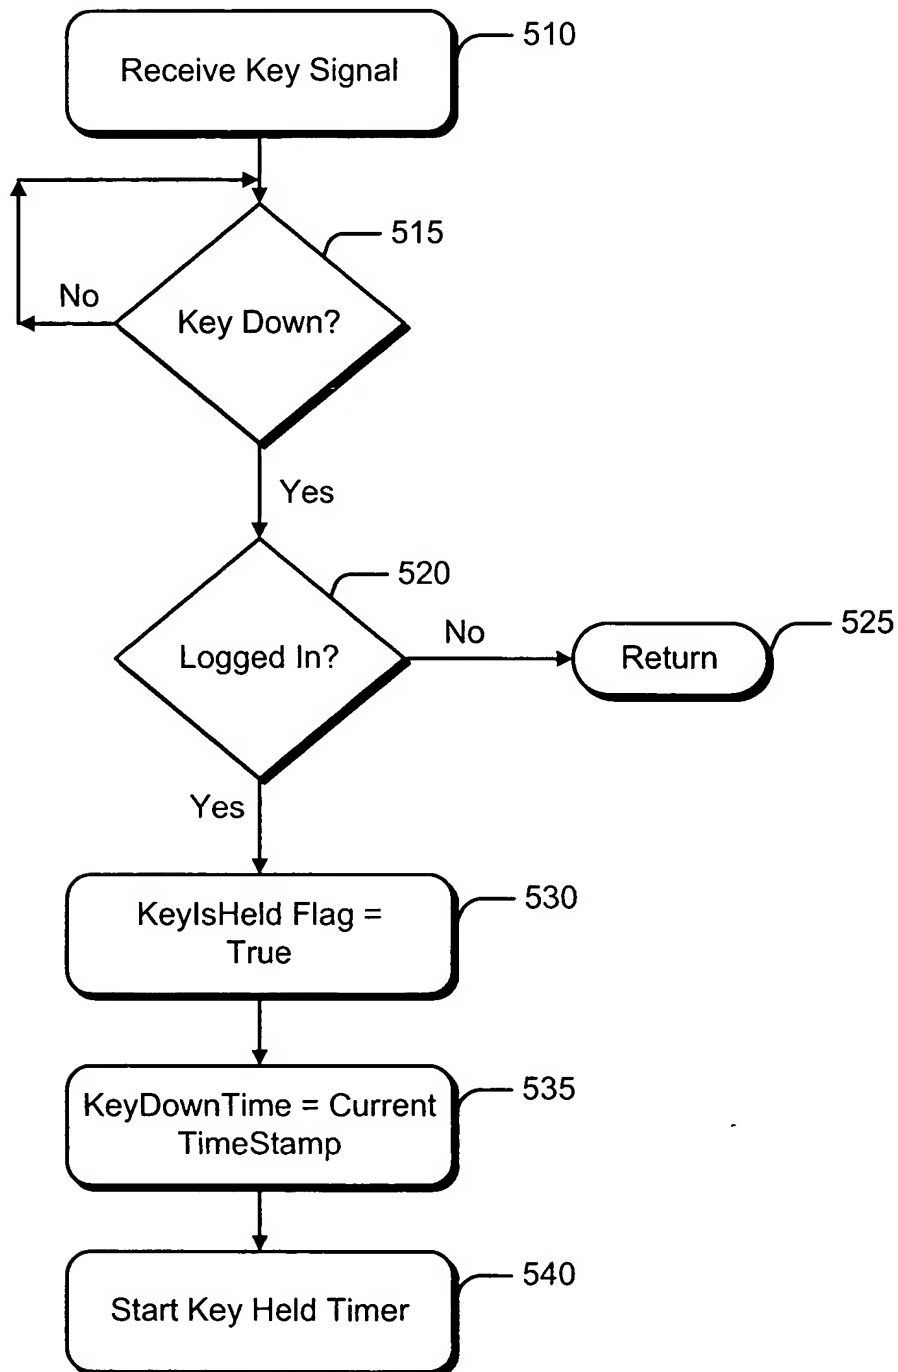 Receive Key Signal
510
515
No
Key Down?
Yes
520
Logged In?
No
Return
525
Yes
KeyIsHeld Flag =
True
530
KeyDownTime = Current
TimeStamp
535
Start Key Held Timer
540